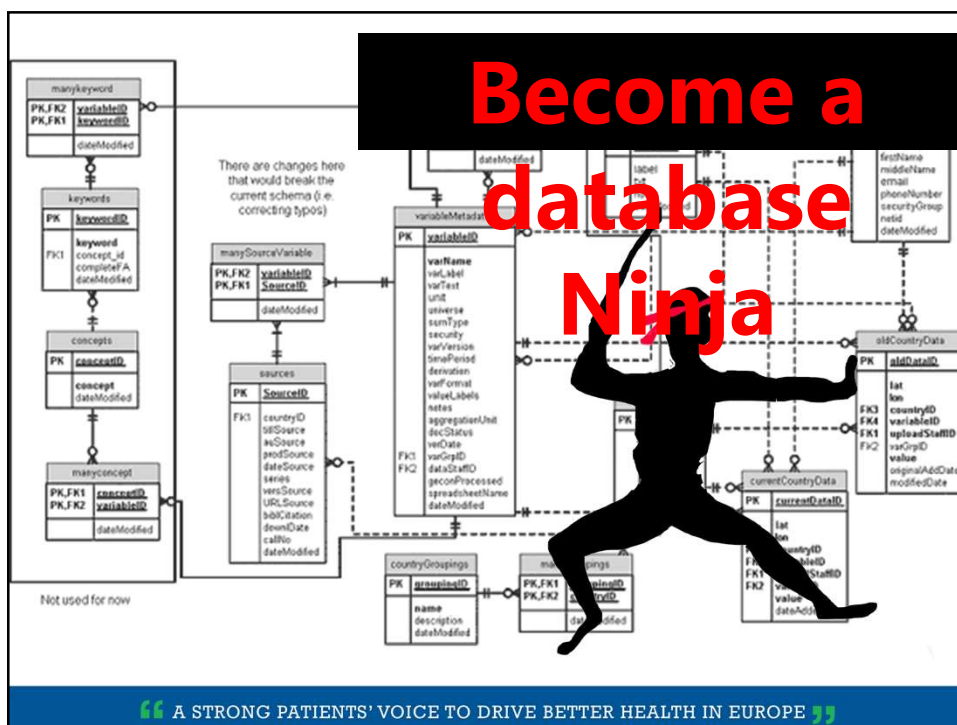 Become a
database
Ninja
manykeyword
PK,FK2 variableID
PK,FK1 keywordID
dateModified
There are changes here
that would break the
current schema (i.e.
correcting typos)
keywords
PK keywordID
keyword
FK1 concept_id
completeFA
dateModified
concepts
PK conceptID
concept
dateModified
manyconcept
PK,FK1 conceptID
PK,FK2 variableID
dateModified
Not used for now
manySourceVariable
PK,FK2 variableID
PK,FK1 SourceID
dateModified
sources
PK SourceID
FK1 countryID
titlSource
auSource
prodSource
dateSource
series
versSource
URLSource
biblCitation
downlDate
callNo
dateModified
dateModified
PK variableID
varName
varLabel
varText
unit
universe
sumType
security
varVersion
timePeriod
derivation
varFormat
valueLabels
notes
aggregationUnit
decStatus
verDate
FK1 varGrpID
FK2 dataStaffID
geconProcessed
spreadsheetName
dateModified
label
firstName
middleName
email
phoneNumber
securityGroup
netid
dateModified
oldCountryData
PK oldDataID
lat
lon
FK3 countryID
FK4 variableID
FK1 uploadStaffID
FK2 varGrpID
value
originalAddDate
modifiedDate
PK
currentCountryData
PK currentDataID
lat
lon
FK1
FK2
value
countryGroupings
PK groupingID
name
description
dateModified
PK,FK1
PK,FK2
A STRONG PATIENTS' VOICE TO DRIVE BETTER HEALTH IN EUROPE